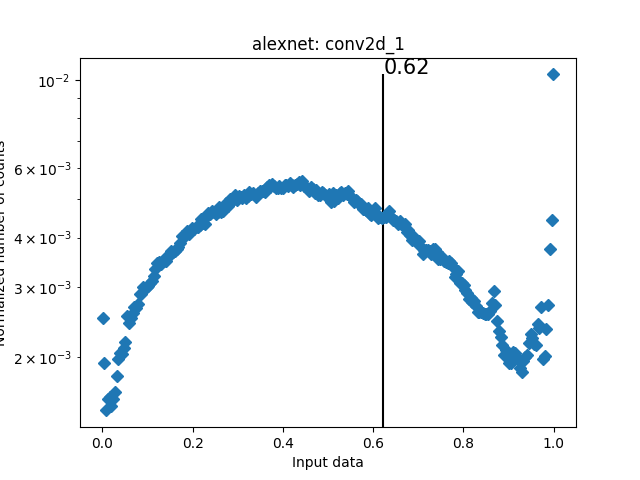 alexnet: conv2d_1
0.62
10⁻²
6 × 10⁻³
4 × 10⁻³
3 × 10⁻³
2 × 10⁻³
Normalized number of counts
0.0 0.2 0.4 0.6 0.8 1.0
Input data